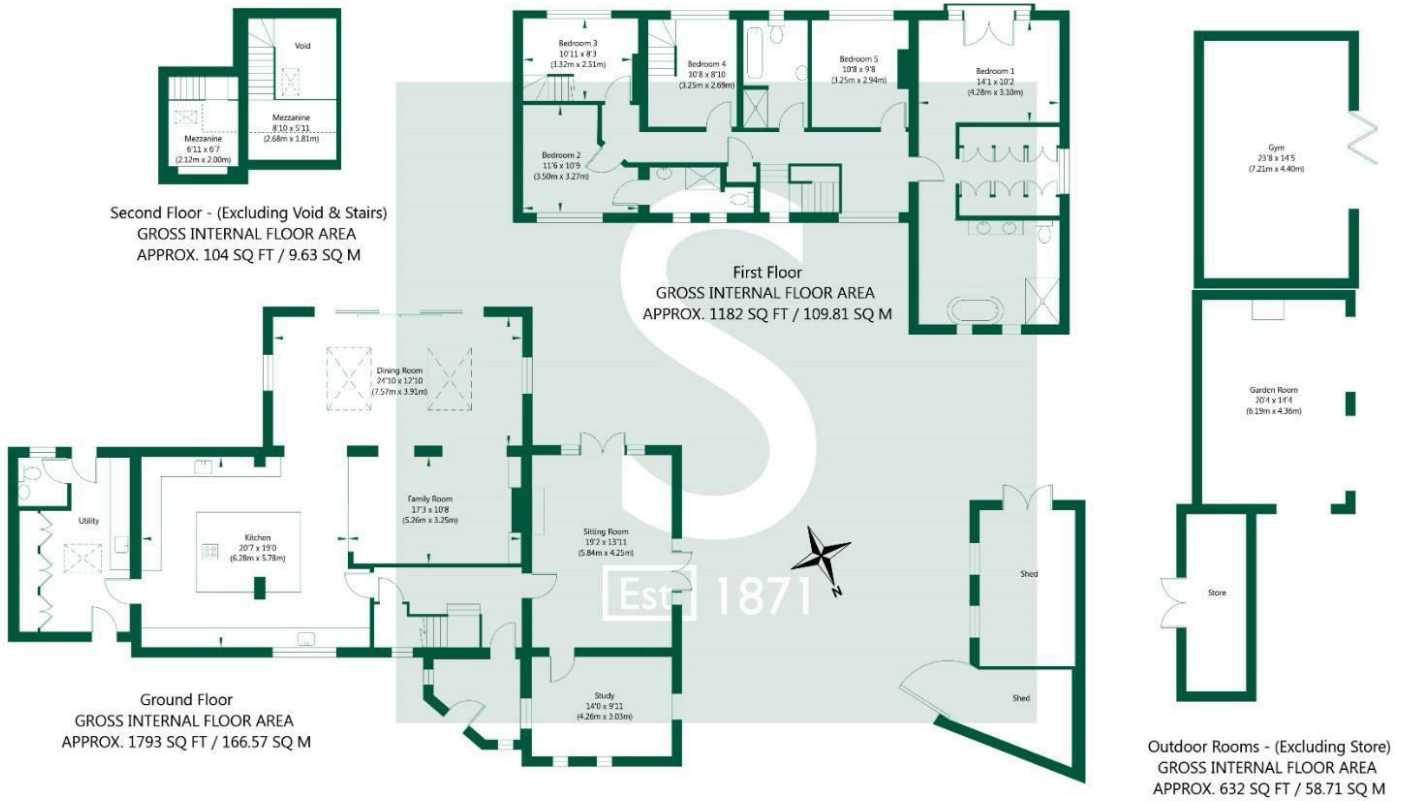 Void
Mezzanine
8'10 x 5'11
(2.68m x 1.81m)
Mezzanine
6'11 x 6'7
(2.12m x 2.00m)
Second Floor - (Excluding Void & Stairs)
GROSS INTERNAL FLOOR AREA
APPROX. 104 SQ FT / 9.63 SQ M
Bedroom 3
10'11 x 8'3
(3.32m x 2.51m)
Bedroom 4
10'8 x 8'10
(3.25m x 2.69m)
Bedroom 5
10'8 x 9'8
(3.25m x 2.94m)
Bedroom 1
14'1 x 10'2
(4.28m x 3.10m)
Bedroom 2
11'6 x 10'9
(3.50m x 3.27m)
First Floor
GROSS INTERNAL FLOOR AREA
APPROX. 1182 SQ FT / 109.81 SQ M
Gym
23'8 x 14'5
(7.21m x 4.40m)
Garden Room
20'4 x 14'4
(6.19m x 4.36m)
Store
Outdoor Rooms - (Excluding Store)
GROSS INTERNAL FLOOR AREA
APPROX. 632 SQ FT / 58.71 SQ M
Dining Room
24'10 x 12'10
(7.57m x 3.91m)
Utility
Kitchen
20'7 x 19'0
(6.28m x 5.78m)
Family Room
17'3 x 10'8
(5.26m x 3.25m)
Sitting Room
19'2 x 13'11
(5.84m x 4.25m)
Study
14'0 x 9'11
(4.26m x 3.03m)
Ground Floor
GROSS INTERNAL FLOOR AREA
APPROX. 1793 SQ FT / 166.57 SQ M
Shed
Shed
N
S
Est 1871